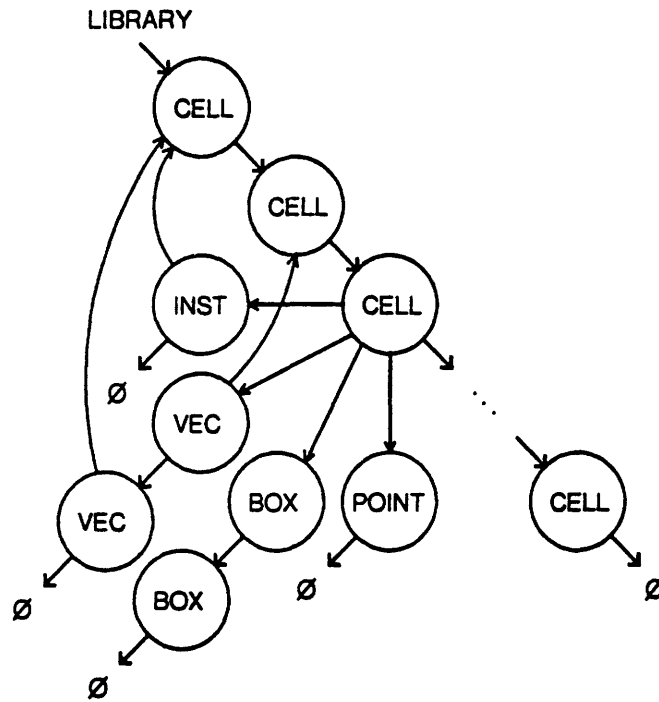 LIBRARY
CELL
CELL
INST
CELL
Ø
VEC
...
BOX
POINT
CELL
VEC
Ø
Ø
Ø
BOX
Ø